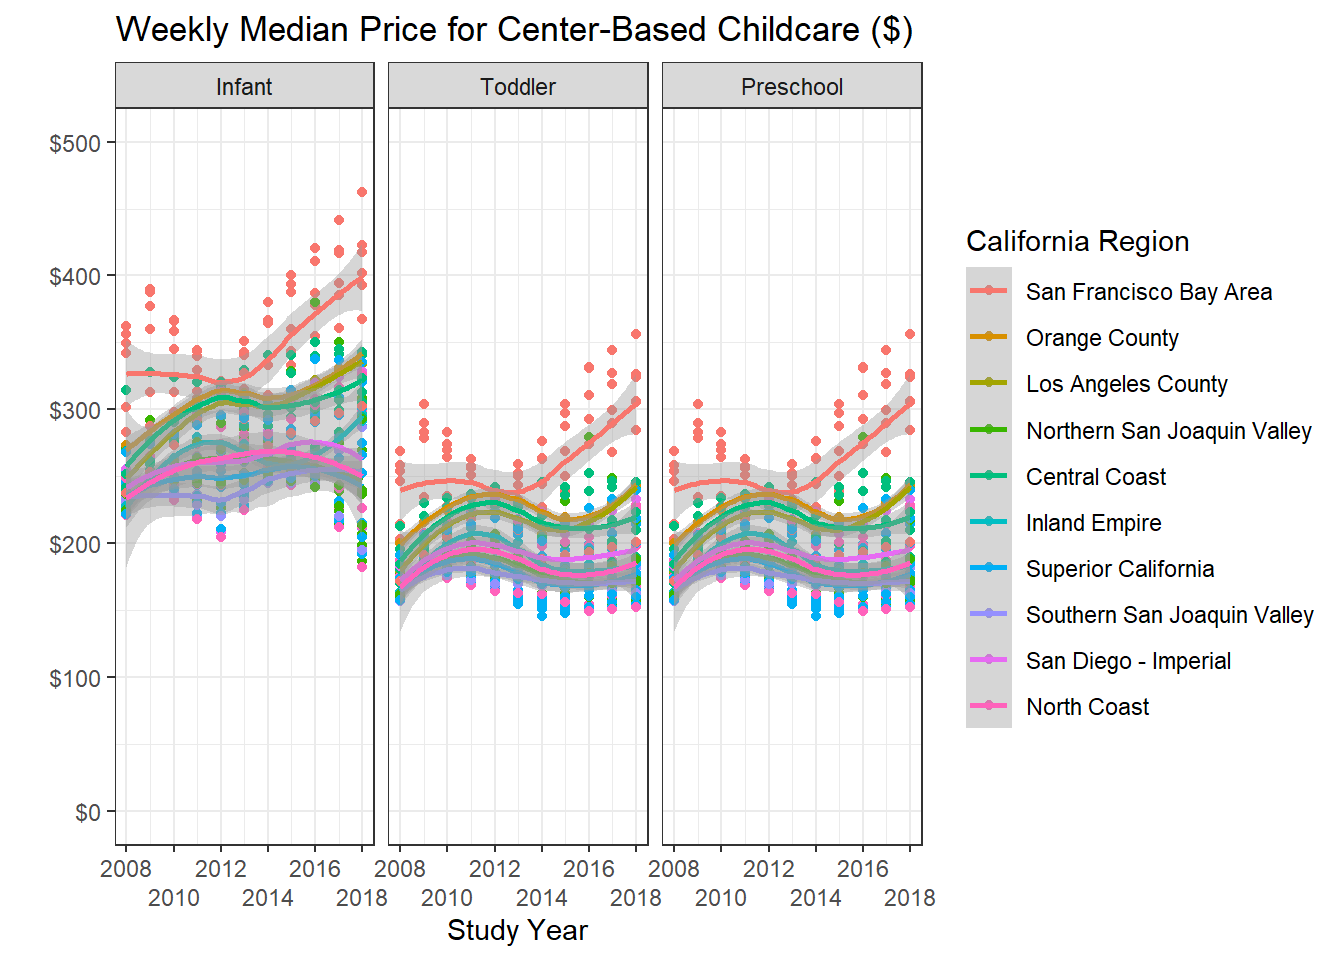 Weekly Median Price for Center-Based Childcare ($)
Infant
Toddler
Preschool
$500
$400
$300
$200
$100
$0
2008 2012 2016 2008 2012 2016 2008 2012 2016
2010 2014 2018 2010 2014 2018 2010 2014 2018
Study Year
California Region
San Francisco Bay Area
Orange County
Los Angeles County
Northern San Joaquin Valley
Central Coast
Inland Empire
Superior California
Southern San Joaquin Valley
San Diego - Imperial
North Coast